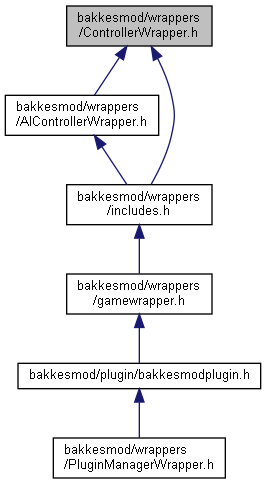 bakkesmod/wrappers
/ControllerWrapper.h
bakkesmod/wrappers
/AIControllerWrapper.h
bakkesmod/wrappers
/includes.h
bakkesmod/wrappers
/gamewrapper.h
bakkesmod/plugin/bakkesmodplugin.h
bakkesmod/wrappers
/PluginManagerWrapper.h